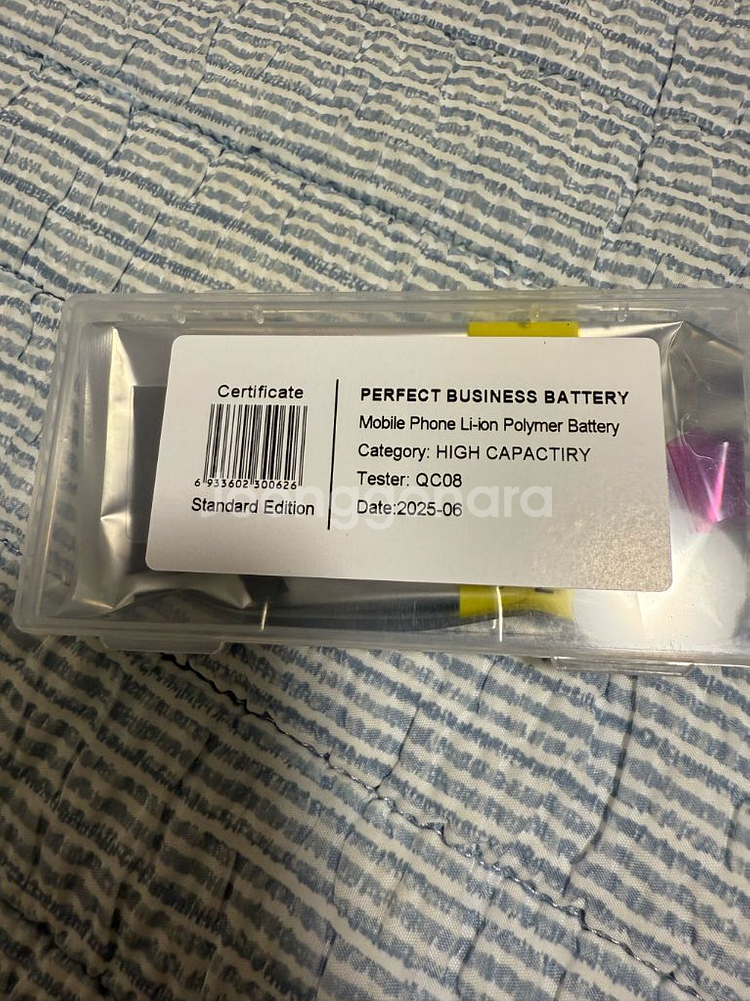 Certificate
6 933602 300626
Standard Edition
PERFECT BUSINESS BATTERY
Mobile Phone Li-ion Polymer Battery
Category: HIGH CAPACTIRY
Tester: QC08
Date:2025-06
joonggonara